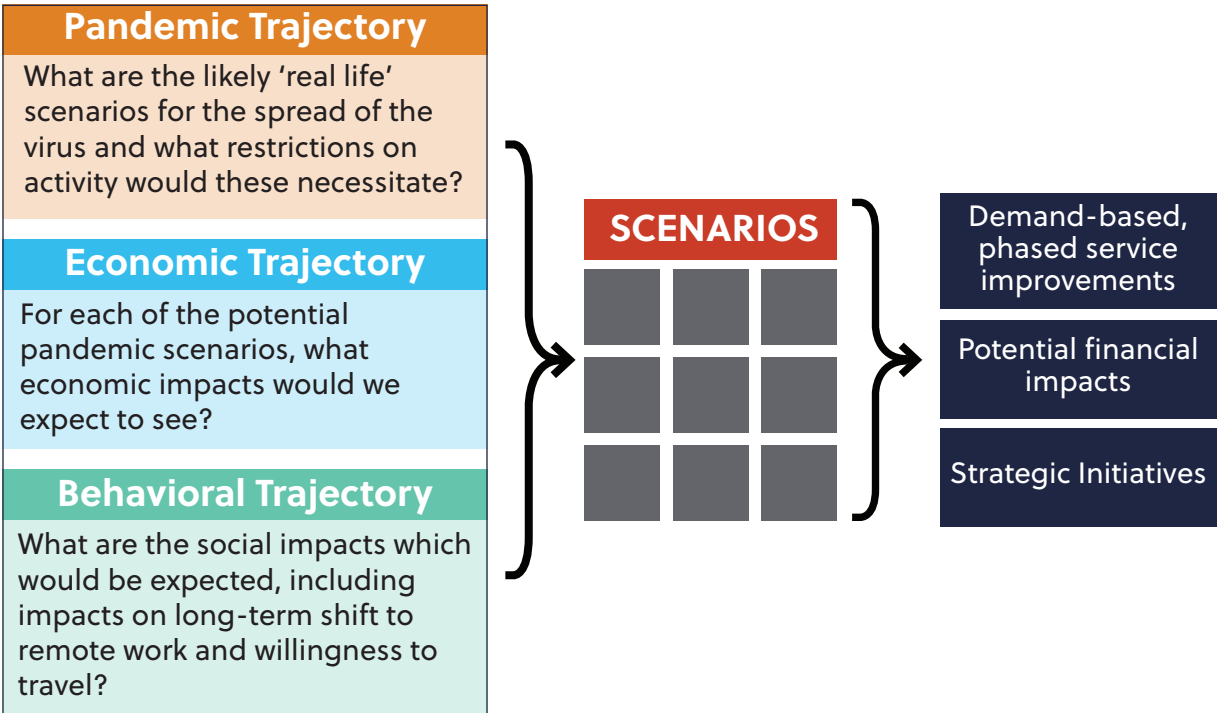 Pandemic Trajectory
What are the likely ‘real life’
scenarios for the spread of the
virus and what restrictions on
activity would these necessitate?
Economic Trajectory
For each of the potential
pandemic scenarios, what
economic impacts would we
expect to see?
Behavioral Trajectory
What are the social impacts which
would be expected, including
impacts on long-term shift to
remote work and willingness to
travel?
SCENARIOS
Demand-based,
phased service
improvements
Potential financial
impacts
Strategic Initiatives